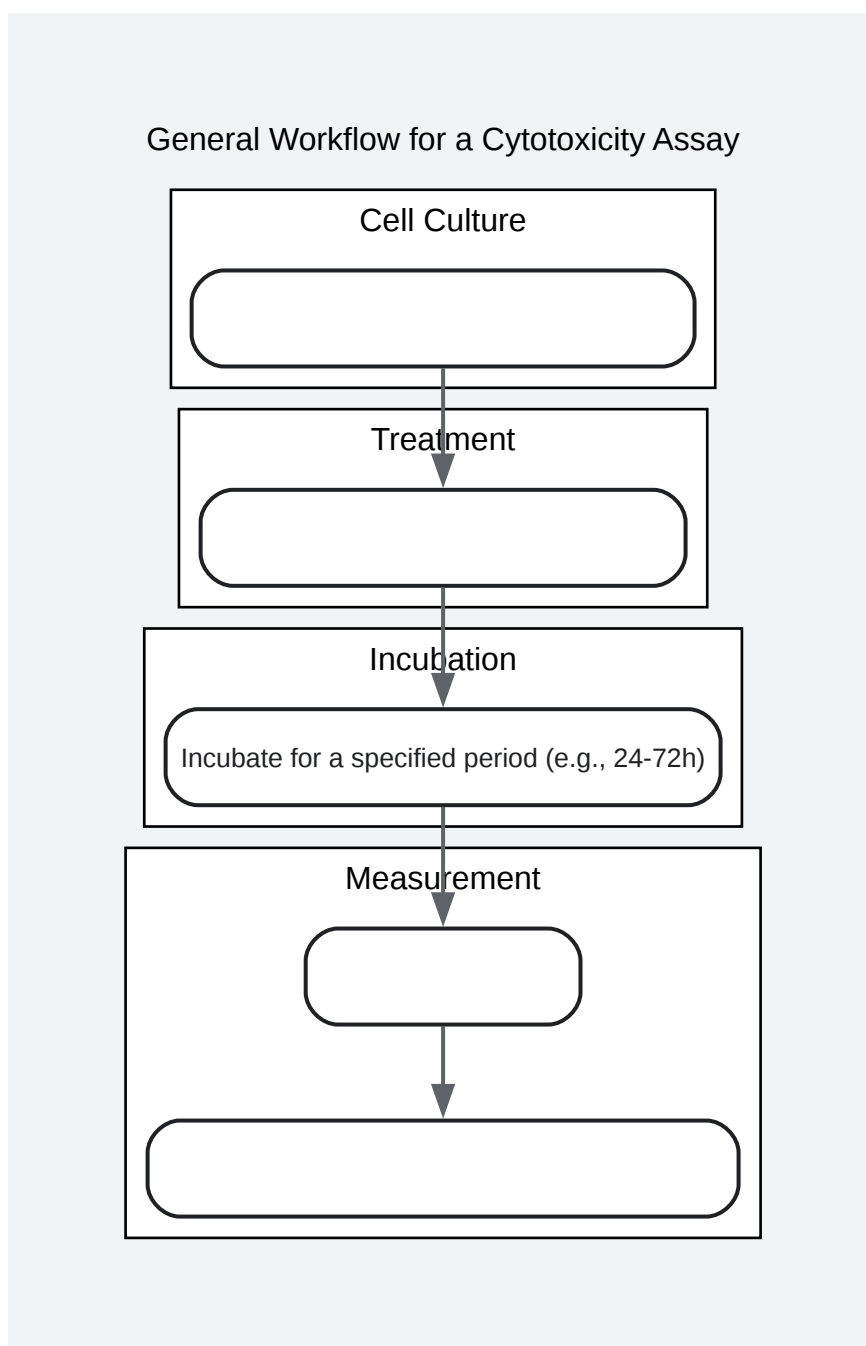 General Workflow for a Cytotoxicity Assay
Cell Culture
Treatment
Incubation
Incubate for a specified period (e.g., 24-72h)
Measurement